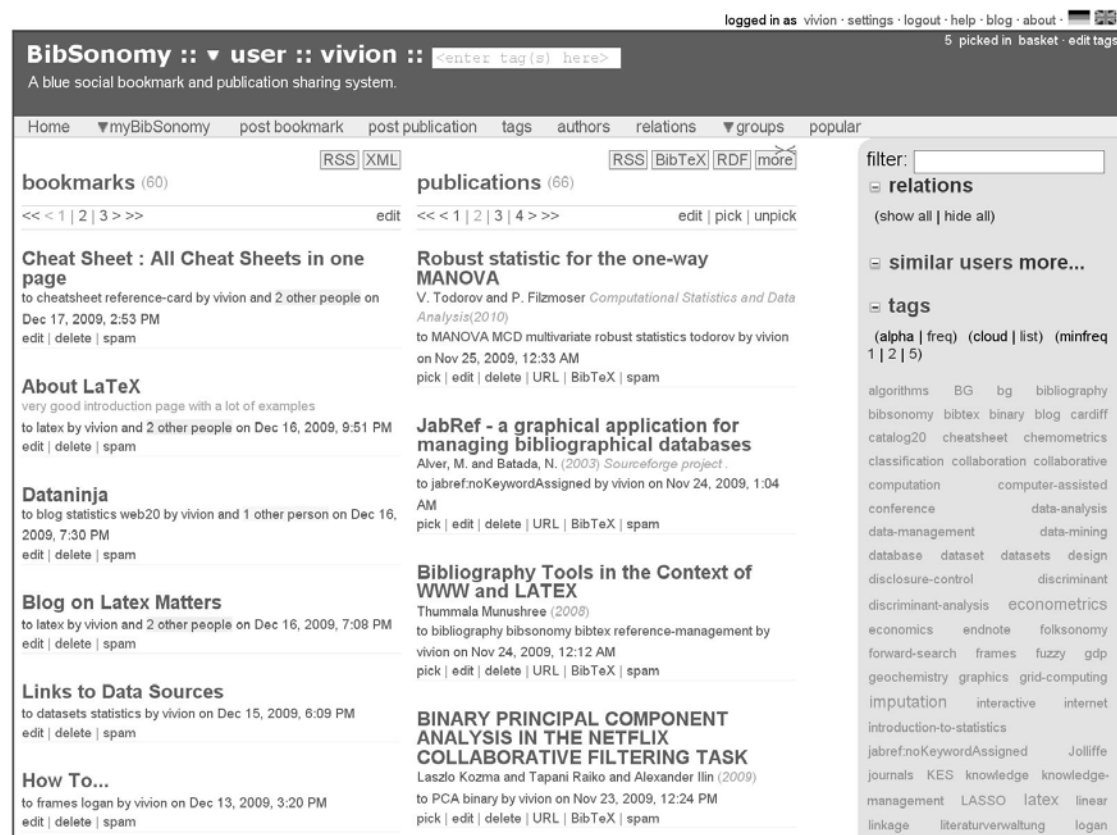 logged in as vivion · settings · logout · help · blog · about ·
5 picked in basket · edit tags
BibSonomy :: ▾ user :: vivion :: <enter tag(s) here>
A blue social bookmark and publication sharing system.
Home ▼myBibSonomy post bookmark post publication tags authors relations ▼groups popular
RSS XML
bookmarks (60)
<< < 1 | 2 | 3 > >> edit
Cheat Sheet : All Cheat Sheets in one
page
to cheatsheet reference-card by vivion and 2 other people on
Dec 17, 2009, 2:53 PM
edit | delete | spam
About LaTeX
very good introduction page with a lot of examples
to latex by vivion and 2 other people on Dec 16, 2009, 9:51 PM
edit | delete | spam
Dataninja
to blog statistics web20 by vivion and 1 other person on Dec 16,
2009, 7:30 PM
edit | delete | spam
Blog on Latex Matters
to latex by vivion and 2 other people on Dec 16, 2009, 7:08 PM
edit | delete | spam
Links to Data Sources
to datasets statistics by vivion on Dec 15, 2009, 6:09 PM
edit | delete | spam
How To...
to frames logan by vivion on Dec 13, 2009, 3:20 PM
edit | delete | spam
RSS BibTeX RDF more
publications (66)
<< < 1 | 2 | 3 | 4 > >> edit | pick | unpick
Robust statistic for the one-way
MANOVA
V. Todorov and P. Filzmoser Computational Statistics and Data
Analysis(2010)
to MANOVA MCD multivariate robust statistics todorov by vivion
on Nov 25, 2009, 12:33 AM
pick | edit | delete | URL | BibTeX | spam
JabRef - a graphical application for
managing bibliographical databases
Alver, M. and Batada, N. (2003) Sourceforge project .
to jabref:noKeywordAssigned by vivion on Nov 24, 2009, 1:04
AM
pick | edit | delete | URL | BibTeX | spam
Bibliography Tools in the Context of
WWW and LATEX
Thummala Munushree (2008)
to bibliography bibsonomy bibtex reference-management by
vivion on Nov 24, 2009, 12:12 AM
pick | edit | delete | URL | BibTeX | spam
BINARY PRINCIPAL COMPONENT
ANALYSIS IN THE NETFLIX
COLLABORATIVE FILTERING TASK
Laszlo Kozma and Tapani Raiko and Alexander Ilin (2009)
to PCA binary by vivion on Nov 23, 2009, 12:24 PM
pick | edit | delete | URL | BibTeX | spam
filter:
relations
(show all | hide all)
similar users more...
tags
(alpha | freq) (cloud | list) (minfreq
1 | 2 | 5)
algorithms BG bg bibliography
bibsonomy bibtex binary blog cardiff
catalog20 cheatsheet chemometrics
classification collaboration collaborative
computation computer-assisted
conference data-analysis
data-management data-mining
database dataset datasets design
disclosure-control discriminant
discriminant-analysis econometrics
economics endnote folksonomy
forward-search frames fuzzy gdp
geochemistry graphics grid-computing
imputation interactive internet
introduction-to-statistics
jabref:noKeywordAssigned Jolliffe
journals KES knowledge knowledge-
management LASSO latex linear
linkage literaturverwaltung logan